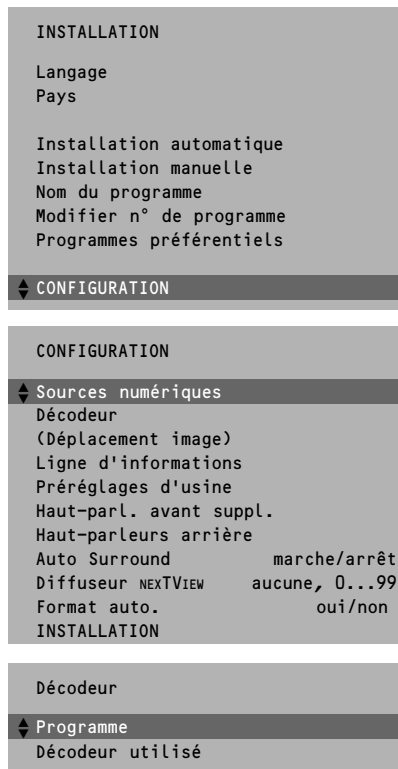 INSTALLATION
Langage
Pays
Installation automatique
Installation manuelle
Nom du programme
Modifier n° de programme
Programmes préférentiels
CONFIGURATION
CONFIGURATION
Sources numériques
Décodeur
(Déplacement image)
Ligne d'informations
Préréglages d'usine
Haut-parl. avant suppl.
Haut-parleurs arrière
Auto Surround marche/arrêt
Diffuseur NEXTVIEW aucune, 0...99
Format auto. oui/non
INSTALLATION
Décodeur
Programme
Décodeur utilisé